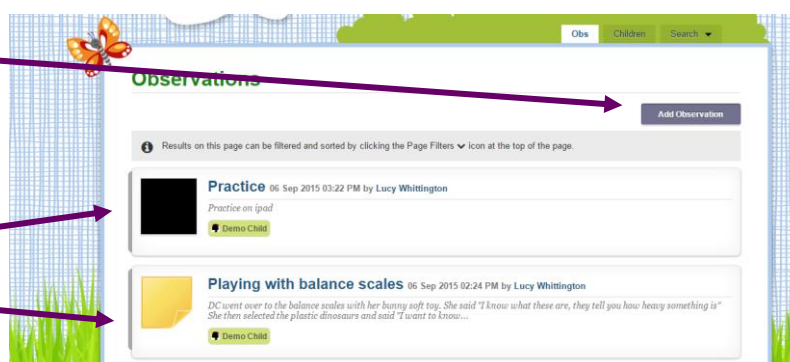 Obs Children Search
Observations
Add Observation
Results on this page can be filtered and sorted by clicking the Page Filters icon at the top of the page.
Practice 06 Sep 2015 03:22 PM by Lucy Whittington
Practice on ipad
Demo Child
Playing with balance scales 06 Sep 2015 02:24 PM by Lucy Whittington
DC went over to the balance scales with her bunny soft toy. She said "I know what these are, they tell you how heavy something is"
She then selected the plastic dinosaurs and said "I want to know...
Demo Child